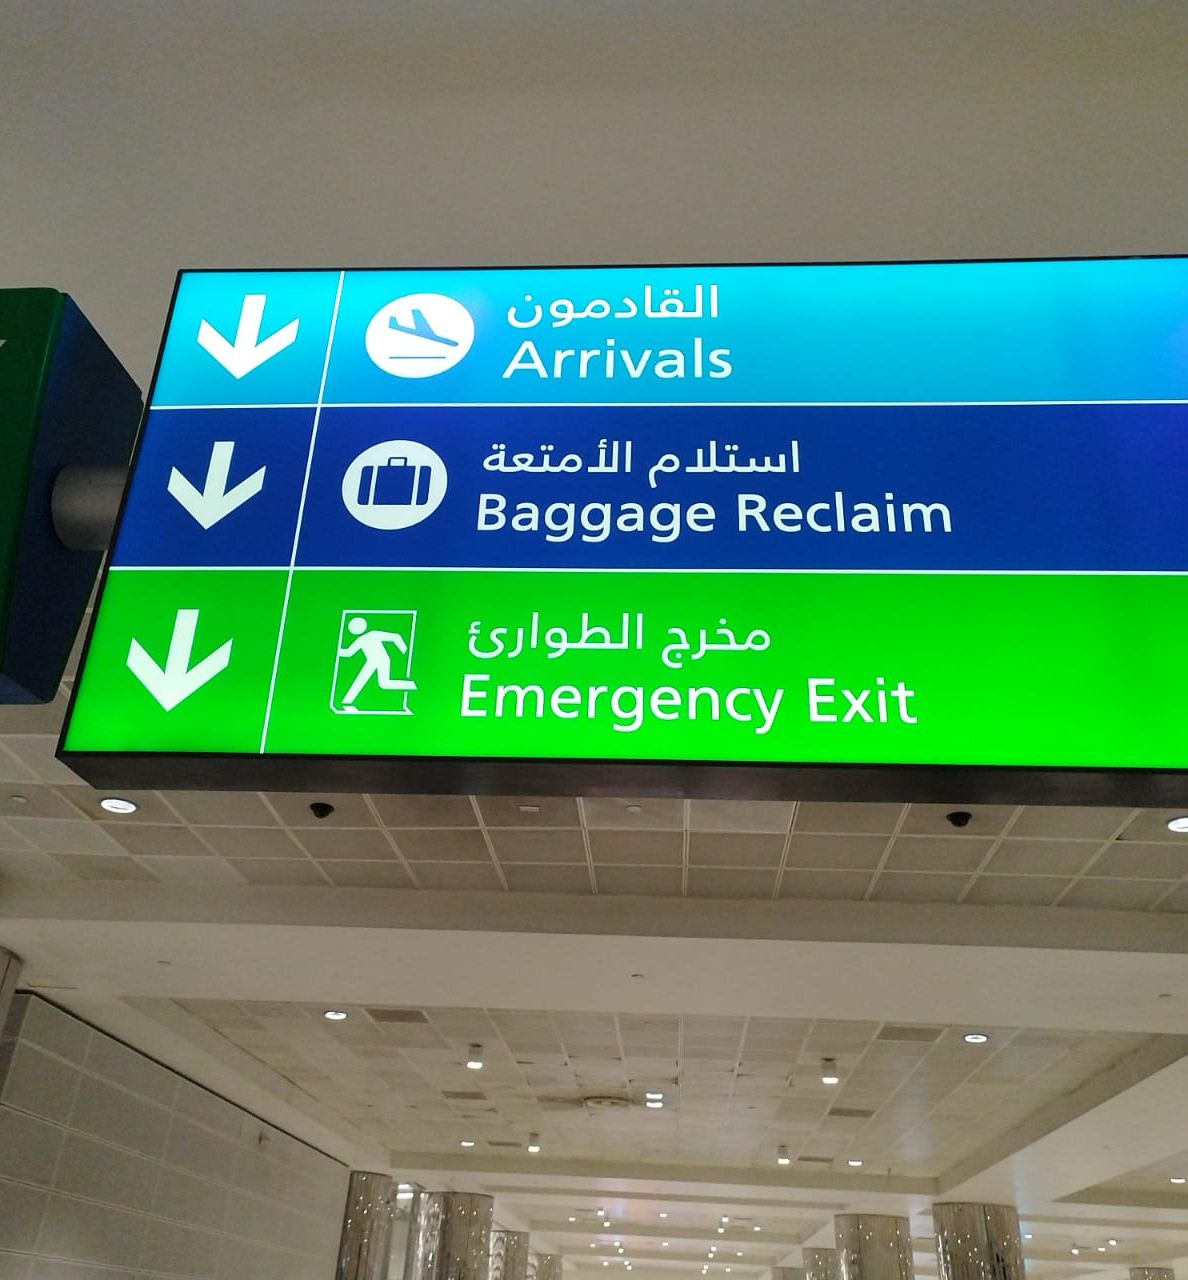 القادمون
Arrivals
استلام الأمتعة
Baggage Reclaim
مخرج الطوارئ
Emergency Exit